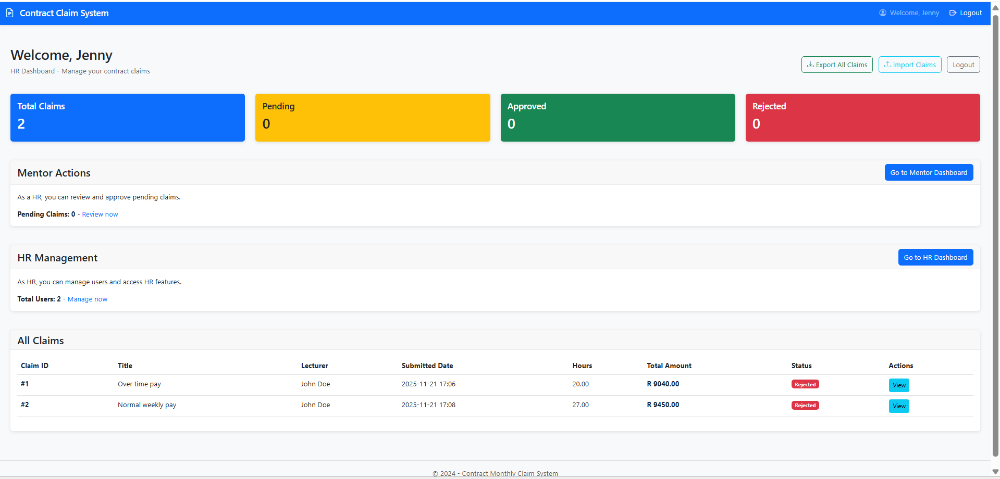 Contract Claim System Welcome, Jenny Logout
Welcome, Jenny
HR Dashboard - Manage your contract claims
Export All Claims Import Claims Logout
Total Claims Pending Approved Rejected
2 0 0 0
Mentor Actions Go to Mentor Dashboard
As a HR, you can review and approve pending claims.
Pending Claims: 0 - Review now
HR Management Go to HR Dashboard
As HR, you can manage users and access HR features.
Total Users: 2 - Manage now
All Claims
Claim ID Title Lecturer Submitted Date Hours Total Amount Status Actions
#1 Over time pay John Doe 2025-11-21 17:06 20.00 R 9040.00 Rejected View
#2 Normal weekly pay John Doe 2025-11-21 17:08 27.00 R 9450.00 Rejected View
© 2024 - Contract Monthly Claim System